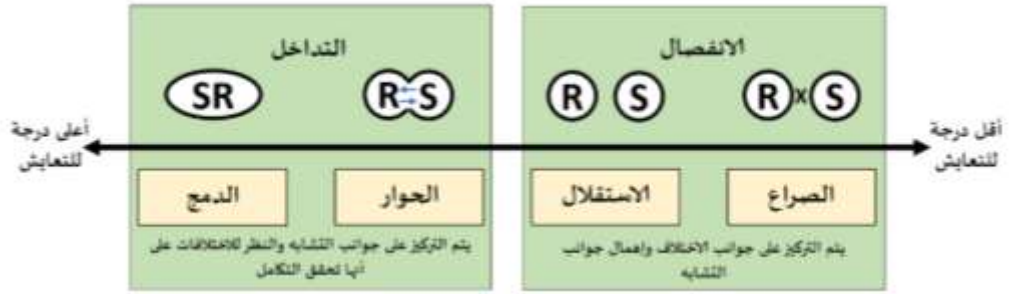 الانفصال
التداخل
R X S
R S
R S
SR
أقل درجة
للتعايش
أعلى درجة
للتعايش
الصراع
الاستقلال
الحوار
الدمج
يتم التركيز على جوانب الاختلاف وإهمال جوانب
التشابه
يتم التركيز على جوانب التشابه والنظر للاختلافات على
أنها تحقق التكامل